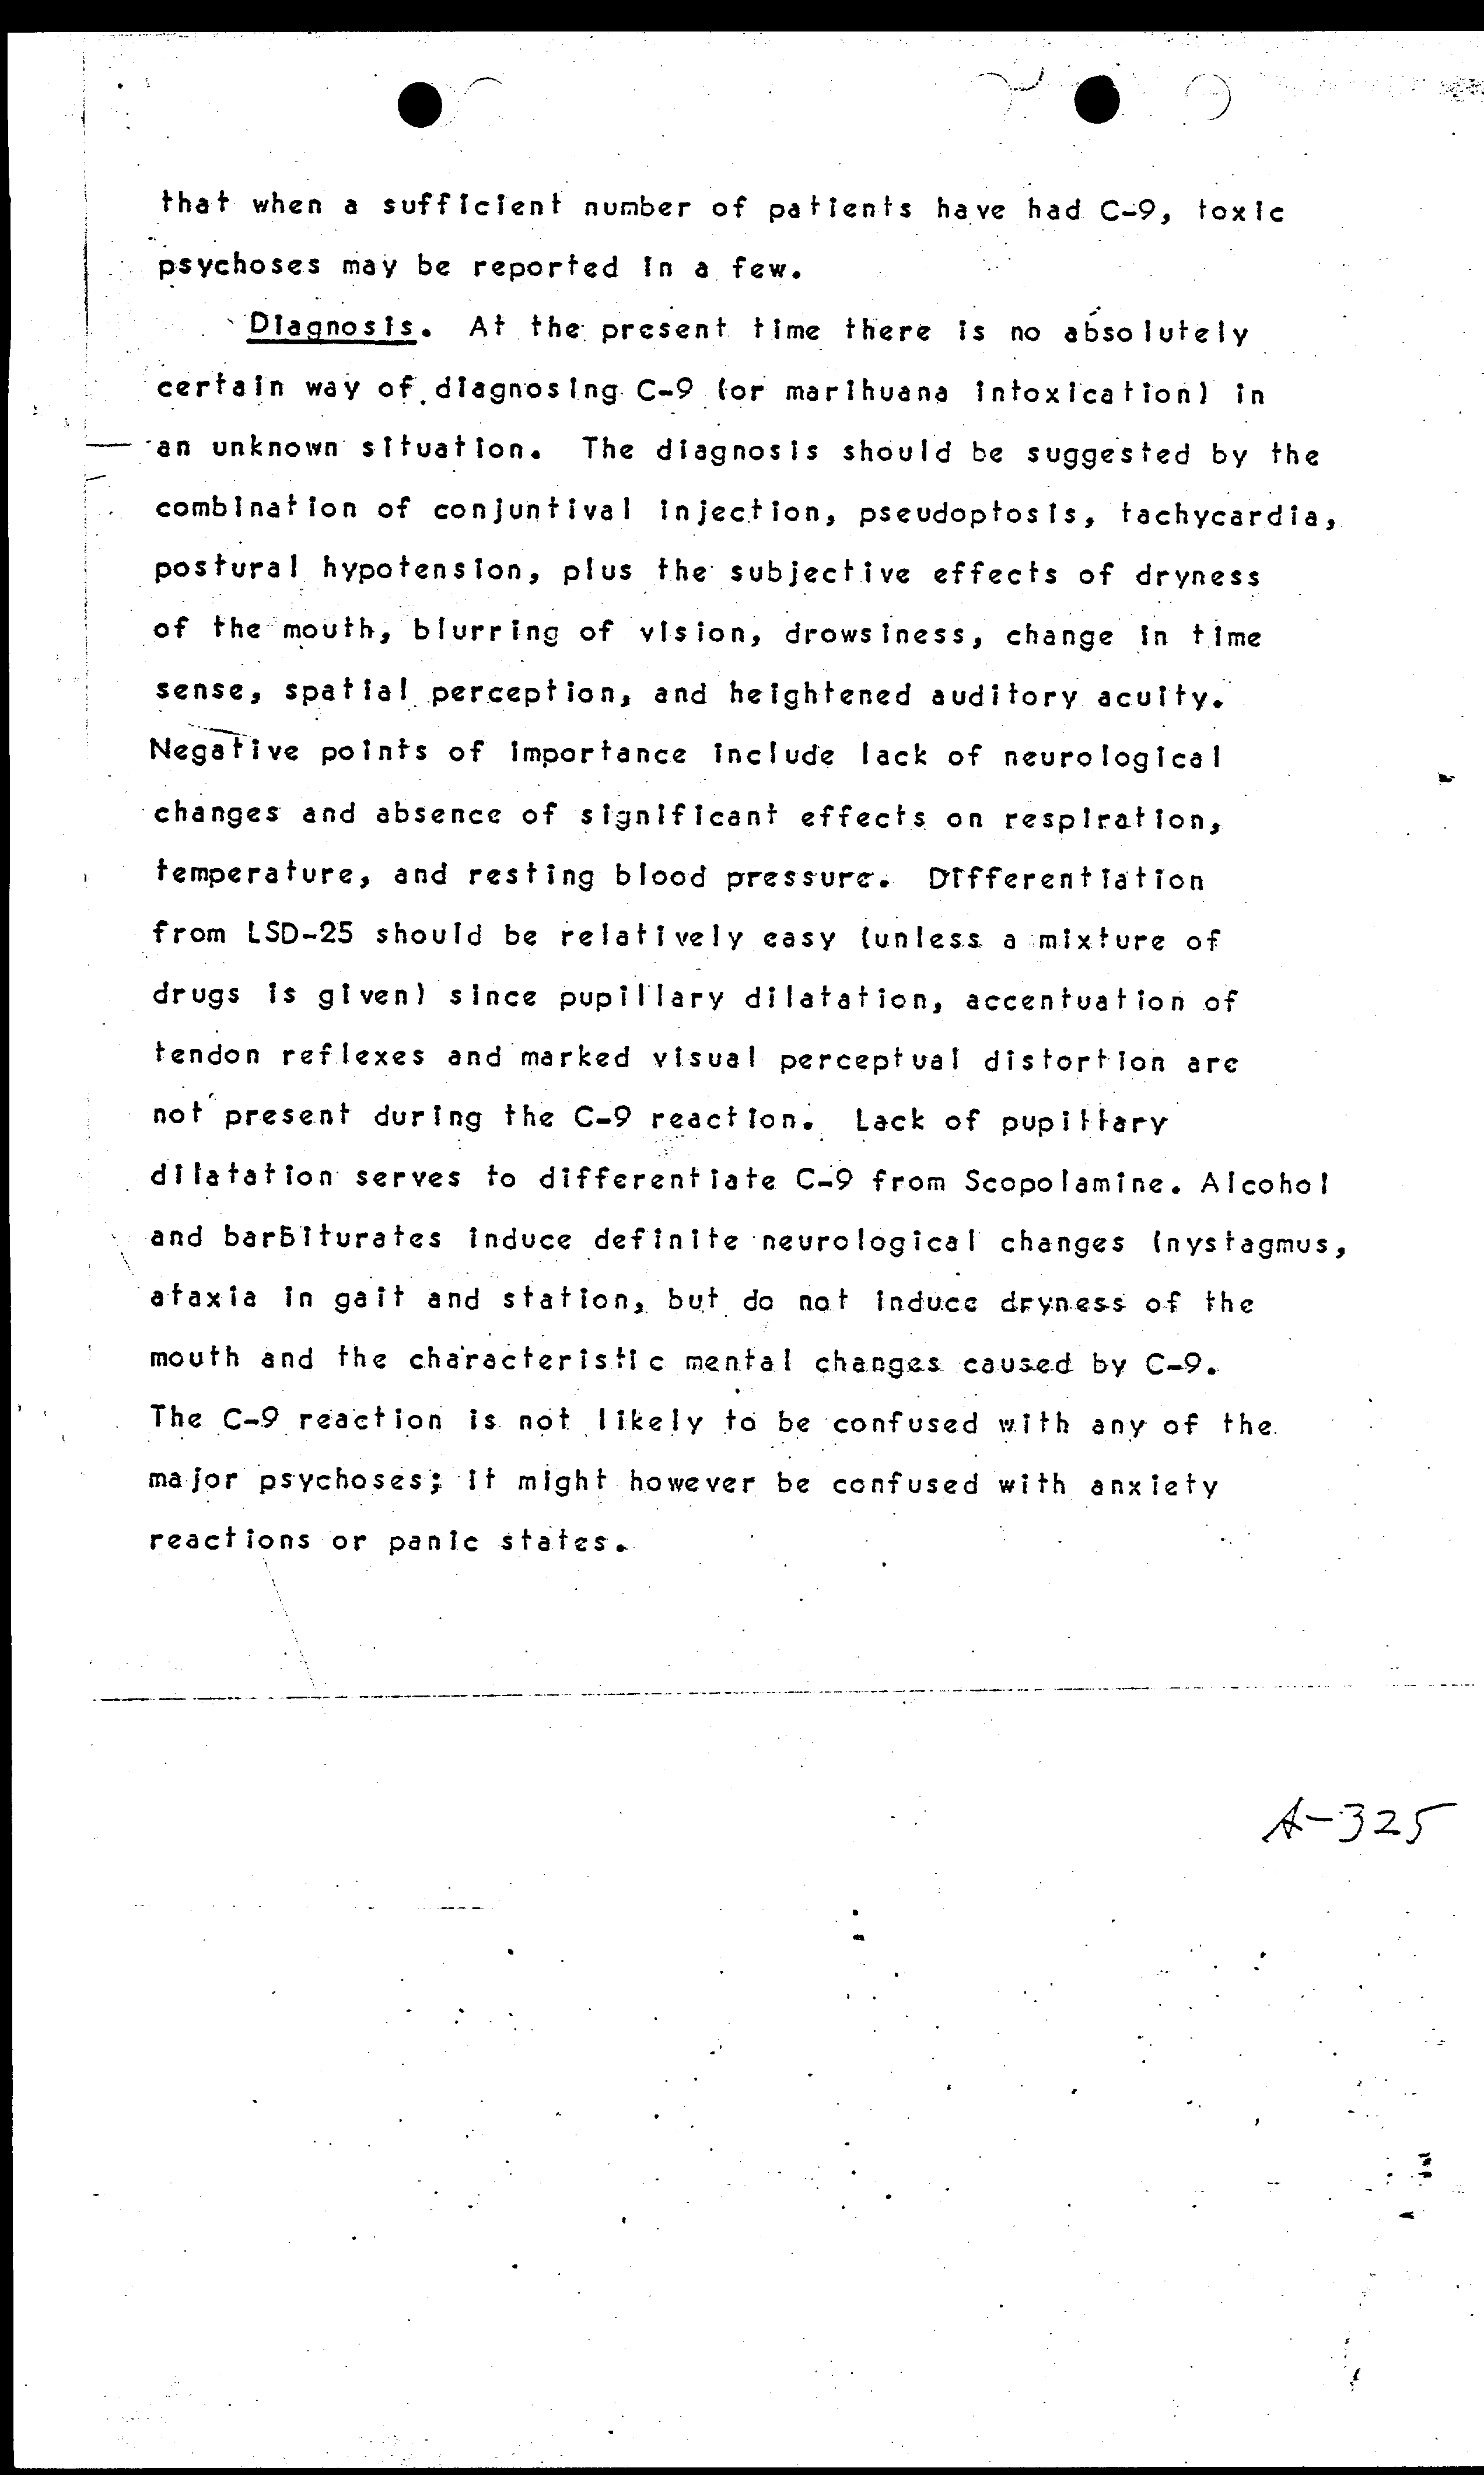 that when a sufficient number of patients have had C-9, toxic
psychoses may be reported in a few.
Diagnosis. At the present time there is no absolutely
certain way of diagnosing C-9 (or marihuana intoxication) in
an unknown situation. The diagnosis should be suggested by the
combination of conjuntival injection, pseudoptosis, tachycardia,
postural hypotension, plus the subjective effects of dryness
of the mouth, blurring of vision, drowsiness, change in time
sense, spatial perception, and heightened auditory acuity.
Negative points of importance include lack of neurological
changes and absence of significant effects on respiration,
temperature, and resting blood pressure. Differentiation
from LSD-25 should be relatively easy (unless a mixture of
drugs is given) since pupillary dilatation, accentuation of
tendon reflexes and marked visual perceptual distortion are
not present during the C-9 reaction. Lack of pupillary
dilatation serves to differentiate C-9 from Scopolamine. Alcohol
and barbiturates induce definite neurological changes (nystagmus,
ataxia in gait and station, but do not induce dryness of the
mouth and the characteristic mental changes caused by C-9.
The C-9 reaction is not likely to be confused with any of the
major psychoses; it might however be confused with anxiety
reactions or panic states.
A-325